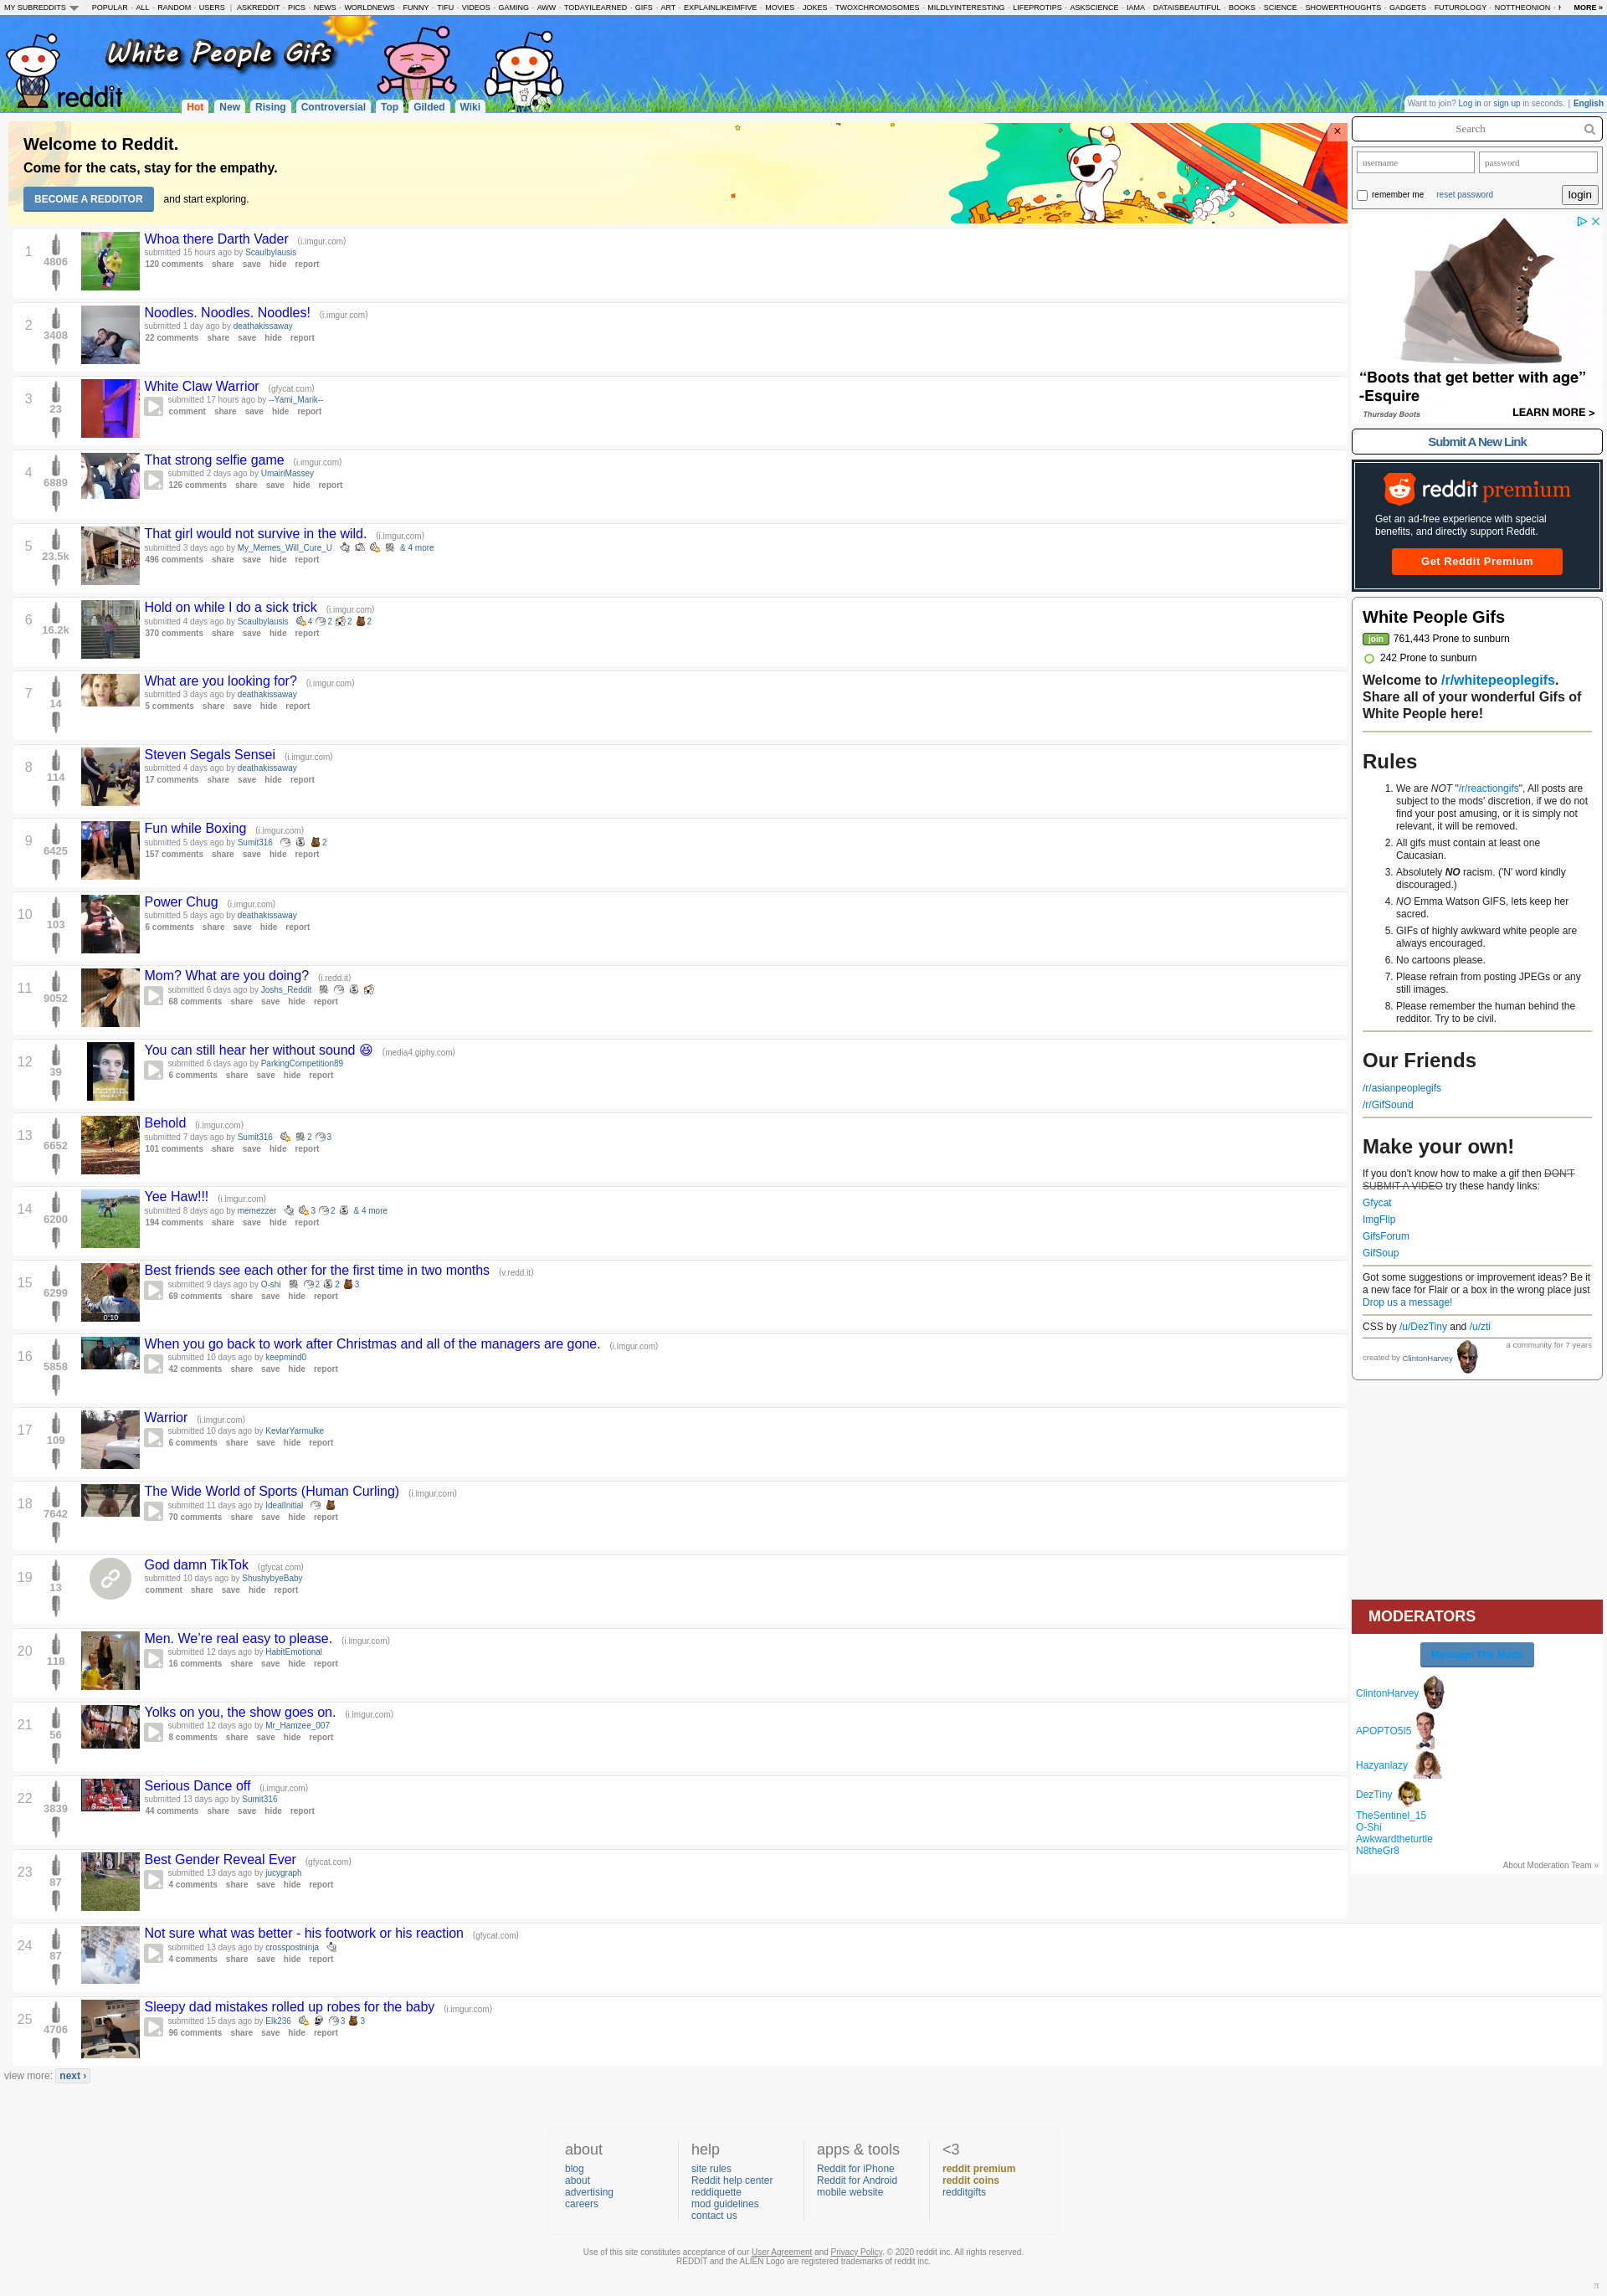 MY SUBREDDITS POPULAR - ALL - RANDOM - USERS | ASKREDDIT - PICS - NEWS - WORLDNEWS - FUNNY - TIFU - VIDEOS - GAMING - AWW - TODAYILEARNED - GIFS - ART - EXPLAINLIKEIMFIVE - MOVIES - JOKES - TWOXCHROMOSOMES - MILDLYINTERESTING - LIFEPROTIPS - ASKSCIENCE - IAMA - DATAISBEAUTIFUL - BOOKS - SCIENCE - SHOWERTHOUGHTS - GADGETS - FUTUROLOGY - NOTTHEONION MORE »
White People Gifs
reddit
Hot New Rising Controversial Top Gilded Wiki
Want to join? Log in or sign up in seconds. | English
Welcome to Reddit.
Come for the cats, stay for the empathy.
BECOME A REDDITOR and start exploring.
×
1
4806
Whoa there Darth Vader (i.imgur.com)
submitted 15 hours ago by Scaulbylausis
120 comments share save hide report
2
3408
Noodles. Noodles. Noodles! (i.imgur.com)
submitted 1 day ago by deathakissaway
22 comments share save hide report
3
23
White Claw Warrior (gfycat.com)
submitted 17 hours ago by --Yami_Marik--
comment share save hide report
4
6889
That strong selfie game (i.imgur.com)
submitted 2 days ago by UmairiMassey
126 comments share save hide report
5
23.5k
That girl would not survive in the wild. (i.imgur.com)
submitted 3 days ago by My_Memes_Will_Cure_U & 4 more
496 comments share save hide report
6
16.2k
Hold on while I do a sick trick (i.imgur.com)
submitted 4 days ago by Scaulbylausis 4 2 2 2
370 comments share save hide report
7
14
What are you looking for? (i.imgur.com)
submitted 3 days ago by deathakissaway
5 comments share save hide report
8
114
Steven Segals Sensei (i.imgur.com)
submitted 4 days ago by deathakissaway
17 comments share save hide report
9
6425
Fun while Boxing (i.imgur.com)
submitted 5 days ago by Sumit316 2
157 comments share save hide report
10
103
Power Chug (i.imgur.com)
submitted 5 days ago by deathakissaway
6 comments share save hide report
11
9052
Mom? What are you doing? (i.redd.it)
submitted 6 days ago by Joshs_Reddit
68 comments share save hide report
12
39
You can still hear her without sound 😆 (media4.giphy.com)
submitted 6 days ago by ParkingCompetition89
6 comments share save hide report
13
6652
Behold (i.imgur.com)
submitted 7 days ago by Sumit316 2 3
101 comments share save hide report
14
6200
Yee Haw!!! (i.imgur.com)
submitted 8 days ago by memezzer 3 2 & 4 more
194 comments share save hide report
15
6299
0:10
Best friends see each other for the first time in two months (v.redd.it)
submitted 9 days ago by O-shi 2 2 3
69 comments share save hide report
16
5858
When you go back to work after Christmas and all of the managers are gone. (i.imgur.com)
submitted 10 days ago by keepmind0
42 comments share save hide report
17
109
Warrior (i.imgur.com)
submitted 10 days ago by KevlarYarmulke
6 comments share save hide report
18
7642
The Wide World of Sports (Human Curling) (i.imgur.com)
submitted 11 days ago by IdealInitial
70 comments share save hide report
19
13
God damn TikTok (gfycat.com)
submitted 10 days ago by ShushybyeBaby
comment share save hide report
20
118
Men. We're real easy to please. (i.imgur.com)
submitted 12 days ago by HabitEmotional
16 comments share save hide report
21
56
Yolks on you, the show goes on. (i.imgur.com)
submitted 12 days ago by Mr_Hamzee_007
8 comments share save hide report
22
3839
Serious Dance off (i.imgur.com)
submitted 13 days ago by Sumit316
44 comments share save hide report
23
87
Best Gender Reveal Ever (gfycat.com)
submitted 13 days ago by jucygraph
4 comments share save hide report
24
87
Not sure what was better - his footwork or his reaction (gfycat.com)
submitted 13 days ago by crosspostninja
4 comments share save hide report
25
4706
Sleepy dad mistakes rolled up robes for the baby (i.imgur.com)
submitted 15 days ago by Elk236 3 3
96 comments share save hide report
view more: next ›
Search
username password
remember me reset password login
“Boots that get better with age”
-Esquire
Thursday Boots LEARN MORE >
Submit A New Link
reddit premium
Get an ad-free experience with special
benefits, and directly support Reddit.
Get Reddit Premium
White People Gifs
join 761,443 Prone to sunburn
242 Prone to sunburn
Welcome to /r/whitepeoplegifs.
Share all of your wonderful Gifs of
White People here!
Rules
1. We are NOT "/r/reactiongifs", All posts are
subject to the mods' discretion, if we do not
find your post amusing, or it is simply not
relevant, it will be removed.
2. All gifs must contain at least one
Caucasian.
3. Absolutely NO racism. ('N' word kindly
discouraged.)
4. NO Emma Watson GIFS, lets keep her
sacred.
5. GIFs of highly awkward white people are
always encouraged.
6. No cartoons please.
7. Please refrain from posting JPEGs or any
still images.
8. Please remember the human behind the
redditor. Try to be civil.
Our Friends
/r/asianpeoplegifs
/r/GifSound
Make your own!
If you don't know how to make a gif then DON'T
SUBMIT A VIDEO try these handy links:
Gfycat
ImgFlip
GifsForum
GifSoup
Got some suggestions or improvement ideas? Be it
a new face for Flair or a box in the wrong place just
Drop us a message!
CSS by /u/DezTiny and /u/zti
created by ClintonHarvey a community for 7 years
MODERATORS
Message The Mods
ClintonHarvey
APOPTO5I5
Hazyanlazy
DezTiny
TheSentinel_15
O-Shi
Awkwardtheturtle
N8theGr8
About Moderation Team »
about
blog
about
advertising
careers
help
site rules
Reddit help center
reddiquette
mod guidelines
contact us
apps & tools
Reddit for iPhone
Reddit for Android
mobile website
<3
reddit premium
reddit coins
redditgifts
Use of this site constitutes acceptance of our User Agreement and Privacy Policy. © 2020 reddit inc. All rights reserved.
REDDIT and the ALIEN Logo are registered trademarks of reddit inc.
π